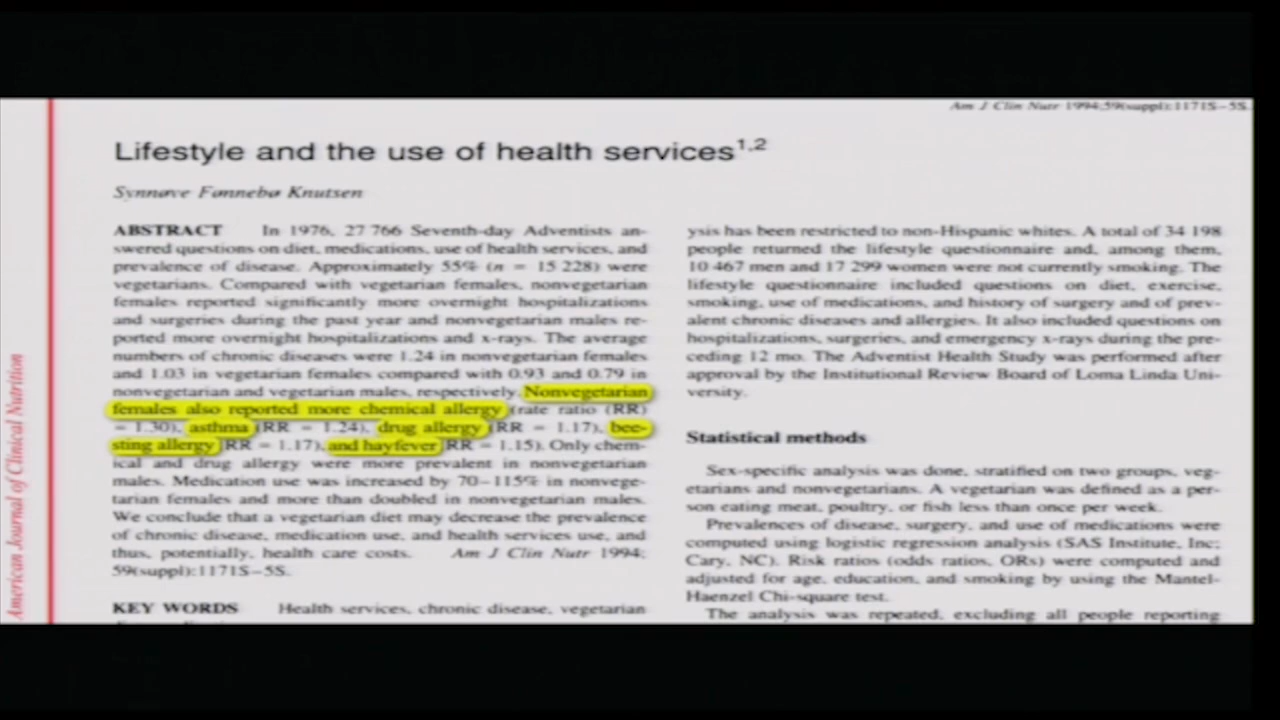 Am J Clin Nutr 1994;59(suppl):1171S–5S.
Lifestyle and the use of health services1,2
Synnøve Fønnebø Knutsen
ABSTRACT In 1976, 27 766 Seventh-day Adventists an-
swered questions on diet, medications, use of health services, and
prevalence of disease. Approximately 55% (n = 15 228) were
vegetarians. Compared with vegetarian females, nonvegetarian
females reported significantly more overnight hospitalizations
and surgeries during the past year and nonvegetarian males re-
ported more overnight hospitalizations and x-rays. The average
numbers of chronic diseases were 1.24 in nonvegetarian females
and 1.03 in vegetarian females compared with 0.93 and 0.79 in
nonvegetarian and vegetarian males, respectively. Nonvegetarian
females also reported more chemical allergy (rate ratio (RR)
= 1.30), asthma (RR = 1.24), drug allergy (RR = 1.17), bee-
sting allergy (RR = 1.17), and hayfever (RR = 1.15). Only chem-
ical and drug allergy were more prevalent in nonvegetarian
males. Medication use was increased by 70–115% in nonvege-
tarian females and more than doubled in nonvegetarian males.
We conclude that a vegetarian diet may decrease the prevalence
of chronic disease, medication use, and health services use, and
thus, potentially, health care costs. Am J Clin Nutr 1994;
59(suppl):1171S–5S.
KEY WORDS Health services, chronic disease, vegetarian
ysis has been restricted to non-Hispanic whites. A total of 34 198
people returned the lifestyle questionnaire and, among them,
10 467 men and 17 299 women were not currently smoking. The
lifestyle questionnaire included questions on diet, exercise,
smoking, use of medications, and history of surgery and of prev-
alent chronic diseases and allergies. It also included questions on
hospitalizations, surgeries, and emergency x-rays during the pre-
ceding 12 mo. The Adventist Health Study was performed after
approval by the Institutional Review Board of Loma Linda Uni-
versity.
Statistical methods
Sex-specific analysis was done, stratified on two groups, veg-
etarians and nonvegetarians. A vegetarian was defined as a per-
son eating meat, poultry, or fish less than once per week.
Prevalences of disease, surgery, and use of medications were
computed using logistic regression analysis (SAS Institute, Inc;
Cary, NC). Risk ratios (odds ratios, ORs) were computed and
adjusted for age, education, and smoking by using the Mantel-
Haenzel Chi-square test.
The analysis was repeated, excluding all people reporting
American Journal of Clinical Nutrition